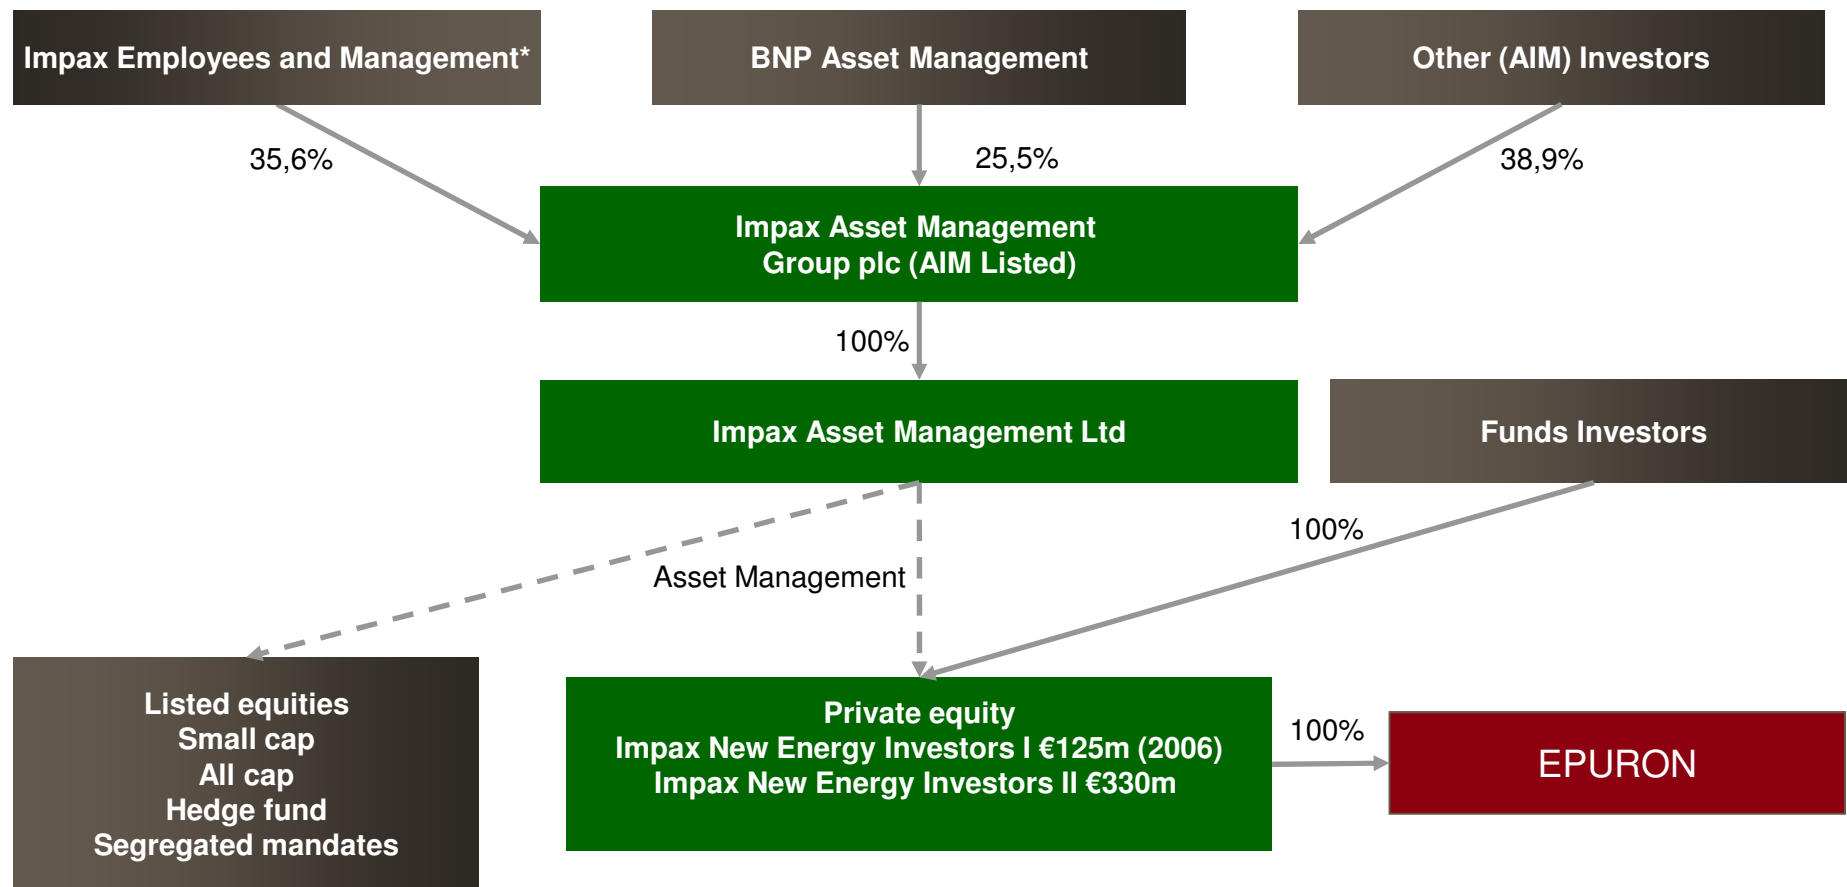 Impax Employees and Management*
BNP Asset Management
Other (AIM) Investors
35,6%
25,5%
38,9%
Impax Asset Management
Group plc (AIM Listed)
100%
Impax Asset Management Ltd
Funds Investors
100%
Asset Management
Listed equities
Small cap
All cap
Hedge fund
Segregated mandates
Private equity
Impax New Energy Investors I €125m (2006)
Impax New Energy Investors II €330m
100%
EPURON